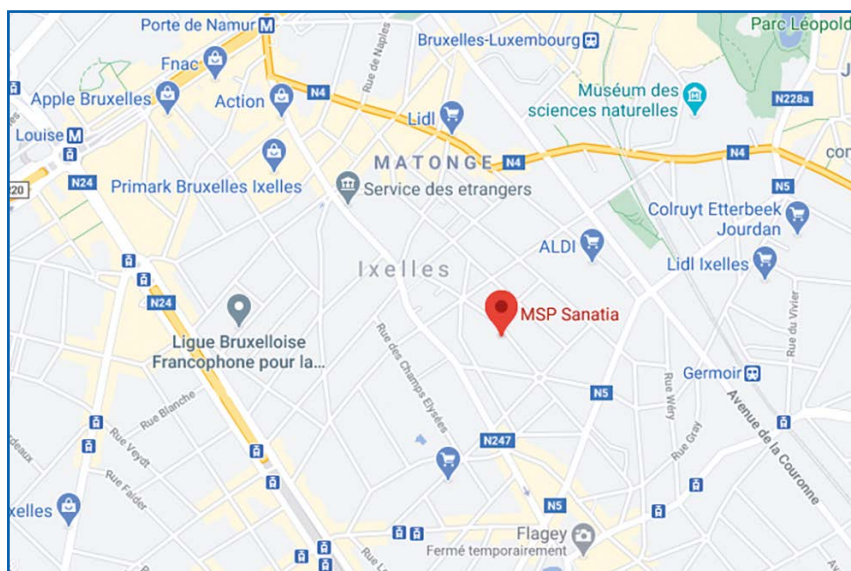 Porte de Namur
Parc Léopold
Rue de Naples
Bruxelles-Luxembourg
Fnac
Apple Bruxelles
Action
N4
Muséum des
sciences naturelles
N228a
Lidl
Louise
MATONGE
N4
N4
con
Primark Bruxelles Ixelles
N24
20
Service des etrangers
N5
Colruyt Etterbeek
Jourdan
ALDI
Lidl Ixelles
Ixelles
N24
MSP Sanatia
Rue du Vivier
Ligue Bruxelloise
Francophone pour la...
Rue des Champs Elysées
Germoir
N5
Rue Wéry
Avenue de la Couronne
Rue Blanche
Rue Gray
N247
Rue Veydt
Rue Faider
xelles
N5
Flagey
Fermé temporairement